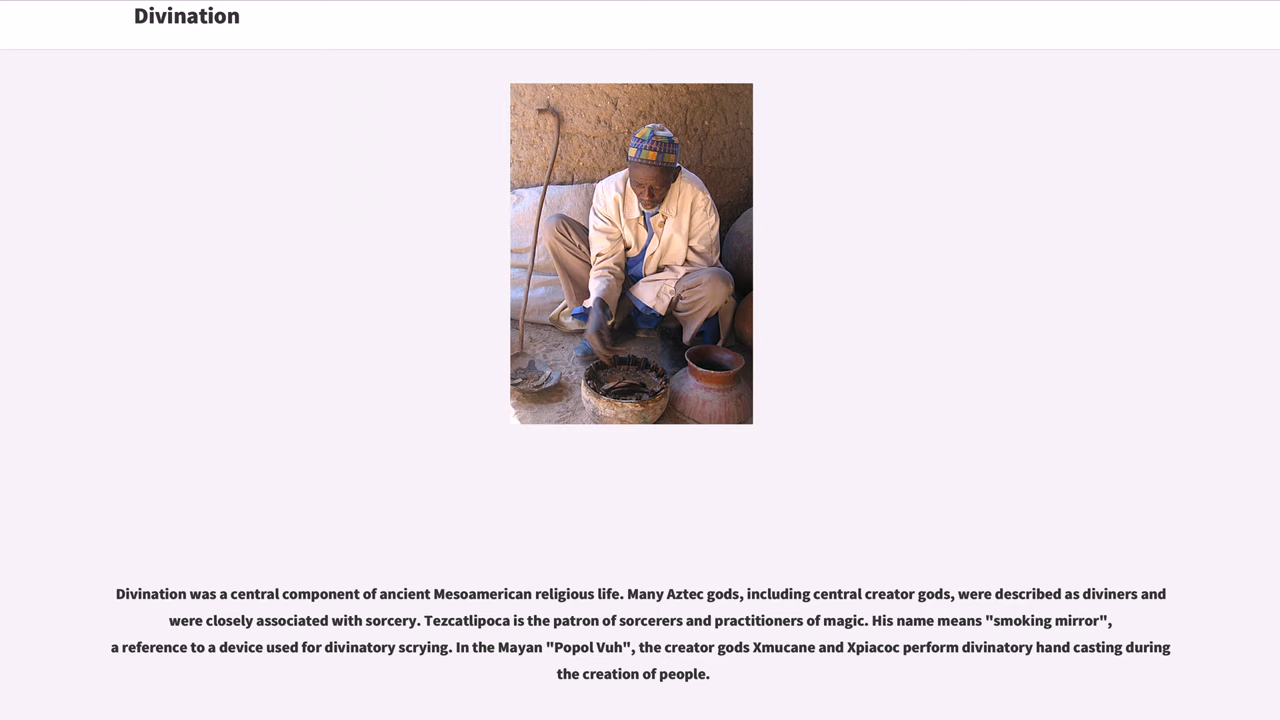 Divination
Divination was a central component of ancient Mesoamerican religious life. Many Aztec gods, including central creator gods, were described as diviners and
were closely associated with sorcery. Tezcatlipoca is the patron of sorcerers and practitioners of magic. His name means "smoking mirror",
a reference to a device used for divinatory scrying. In the Mayan "Popol Vuh", the creator gods Xmucane and Xpiacoc perform divinatory hand casting during
the creation of people.